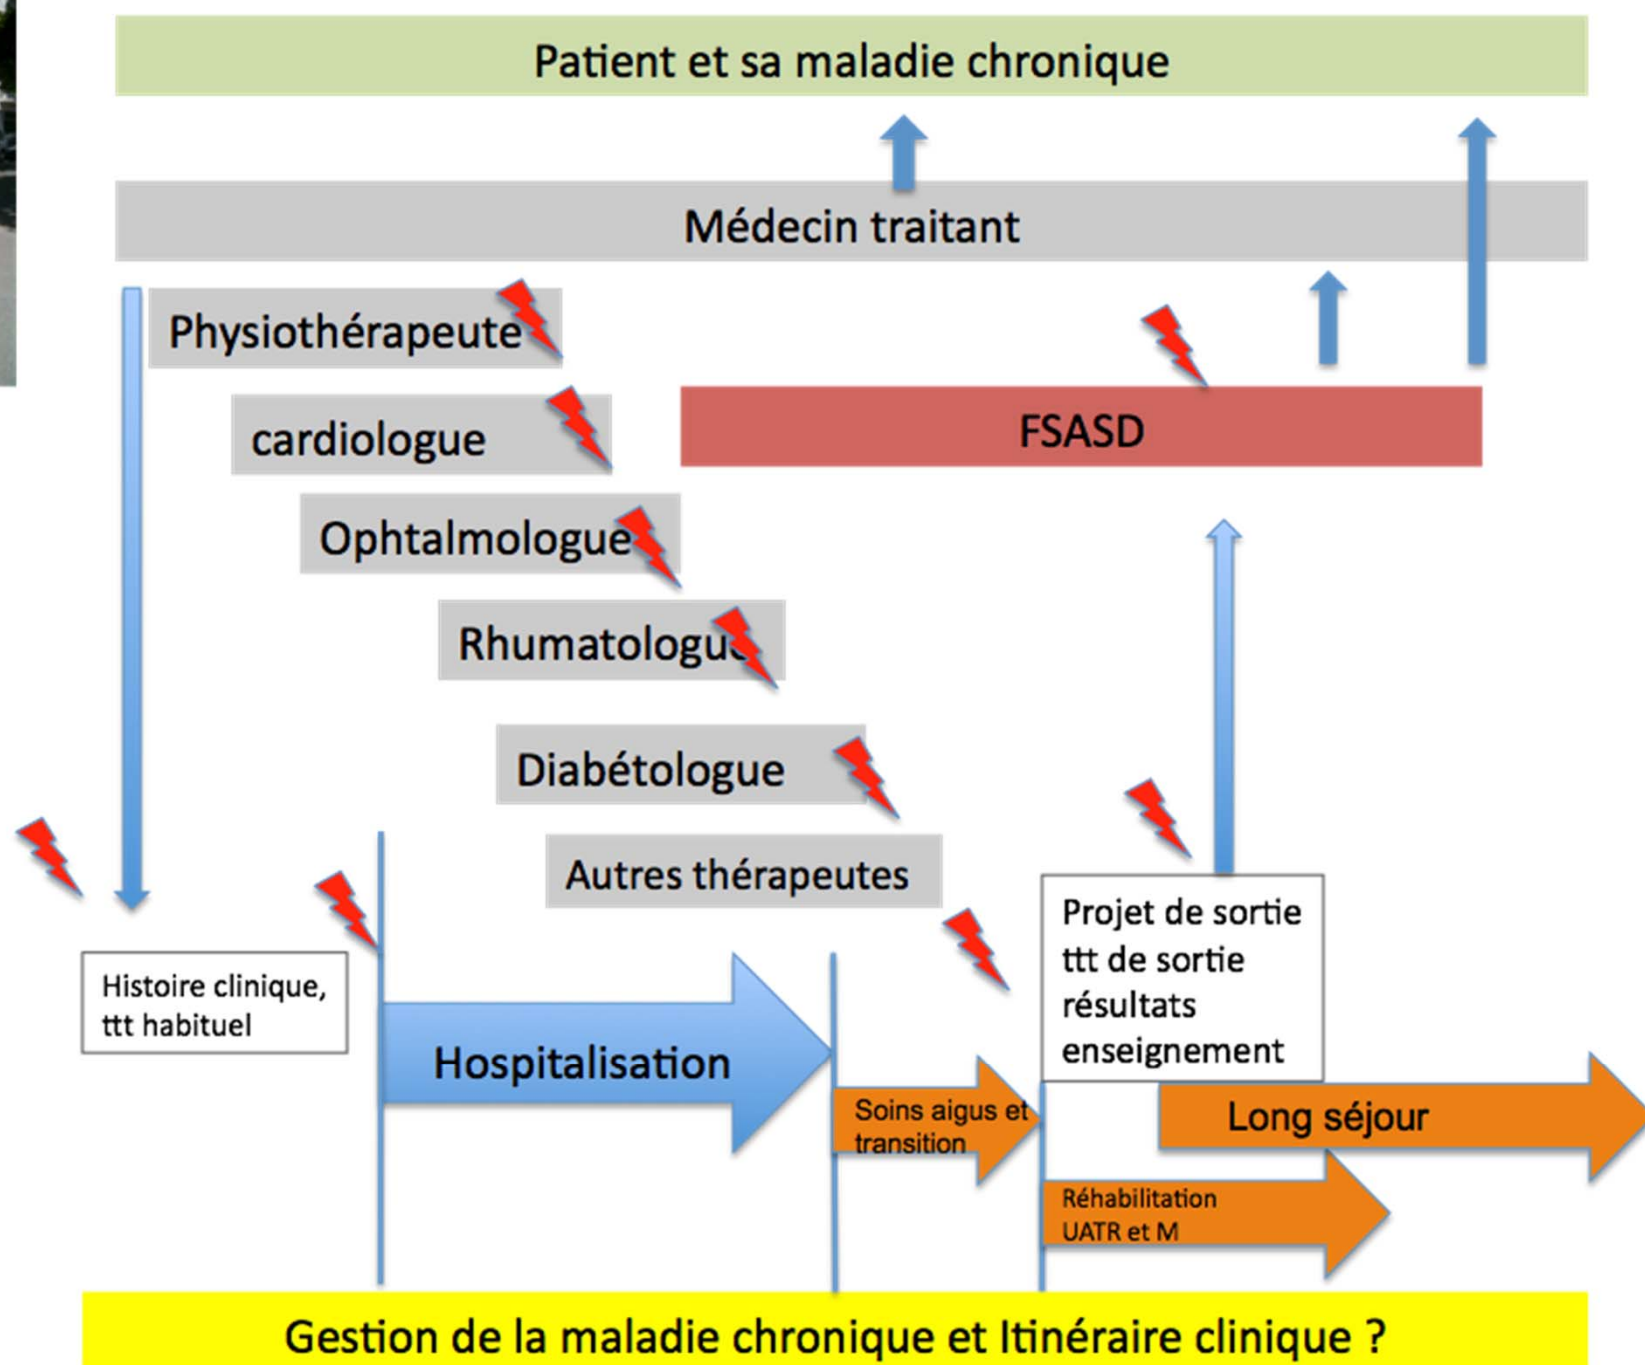 Patient et sa maladie chronique
Médecin traitant
Physiothérapeute
cardiologue
FSASD
Ophtalmologue
Rhumatologue
Diabétologue
Autres thérapeutes
Histoire clinique,
ttt habituel
Projet de sortie
ttt de sortie
résultats
enseignement
Hospitalisation
Soins aigus et
transition
Long séjour
Réhabilitation
UATR et M
Gestion de la maladie chronique et Itinéraire clinique ?